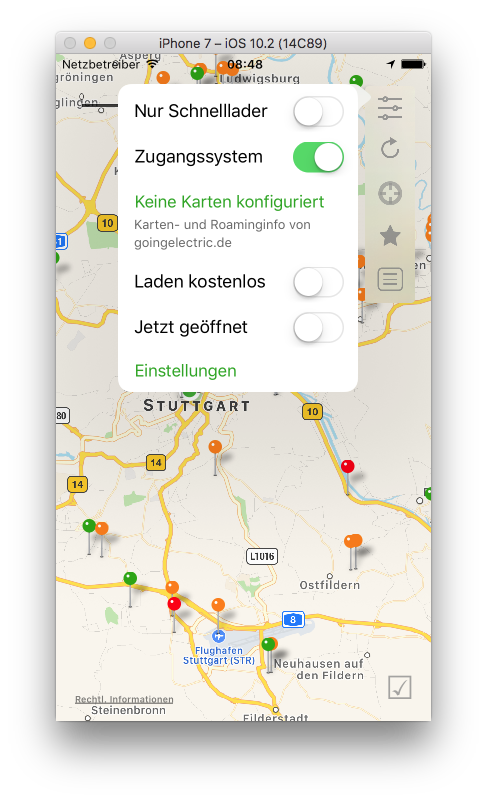 iPhone 7 – iOS 10.2 (14C89)
Netzbetreiber
08:48
Asperg
gröningen
Ludwigsburg
glingen
Nur Schnelllader
Zugangssystem
10
Keine Karten konfiguriert
Karten- und Roaminginfo von
goingelectric.de
Laden kostenlos
Jetzt geöffnet
Einstellungen
STUTTGART
80
10
14
14
L1016
Ostfildern
8
Flughafen
Stuttgart (STR)
Neuhausen auf
den Fildern
Rechtl. Informationen
Steinenbronn
Filderstadt